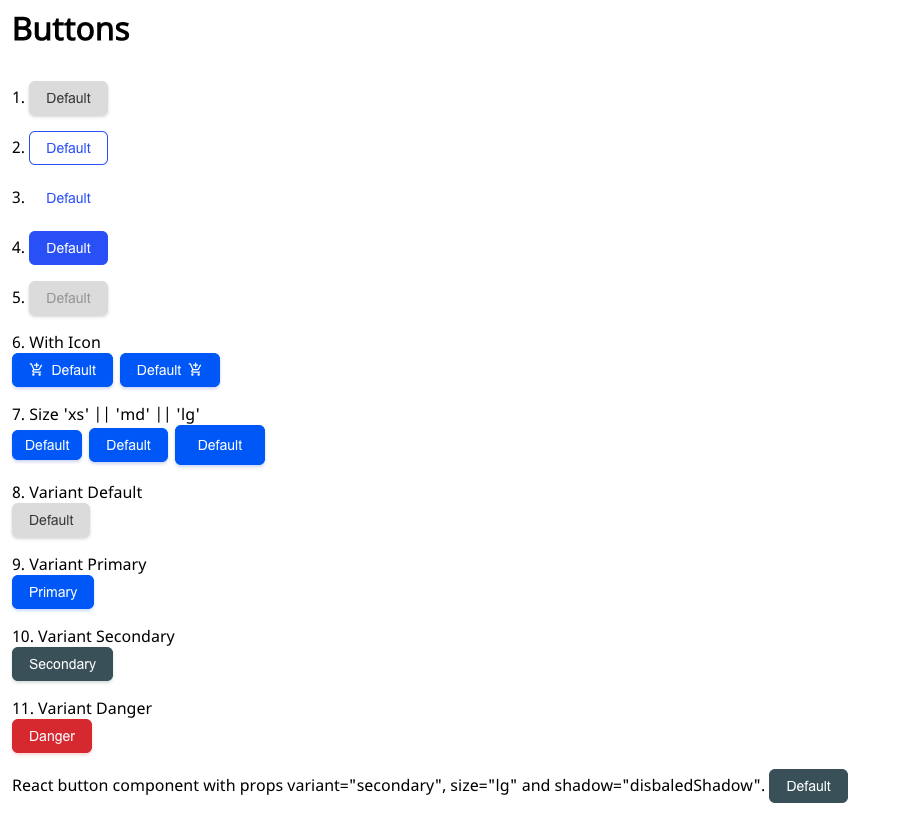 Buttons
1. Default
2. Default
3. Default
4. Default
5. Default
6. With Icon
Default Default
7. Size 'xs' || 'md' || 'lg'
Default Default Default
8. Variant Default
Default
9. Variant Primary
Primary
10. Variant Secondary
Secondary
11. Variant Danger
Danger
React button component with props variant="secondary", size="lg" and shadow="disbaledShadow". Default